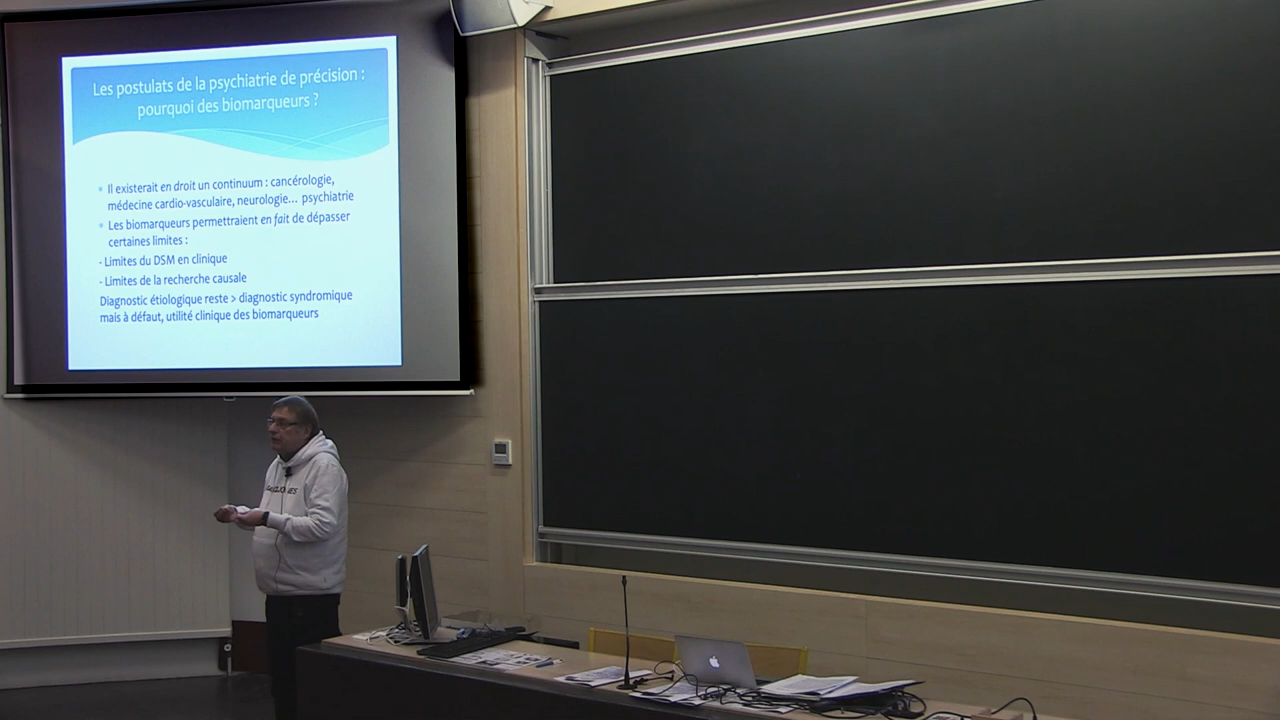 Les postulats de la psychiatrie de précision :
pourquoi des biomarqueurs ?
Il existerait en droit un continuum : cancérologie,
médecine cardio-vasculaire, neurologie... psychiatrie
Les biomarqueurs permettraient en fait de dépasser
certaines limites :
- Limites du DSM en clinique
- Limites de la recherche causale
Diagnostic étiologique reste > diagnostic syndromique
mais à défaut, utilité clinique des biomarqueurs